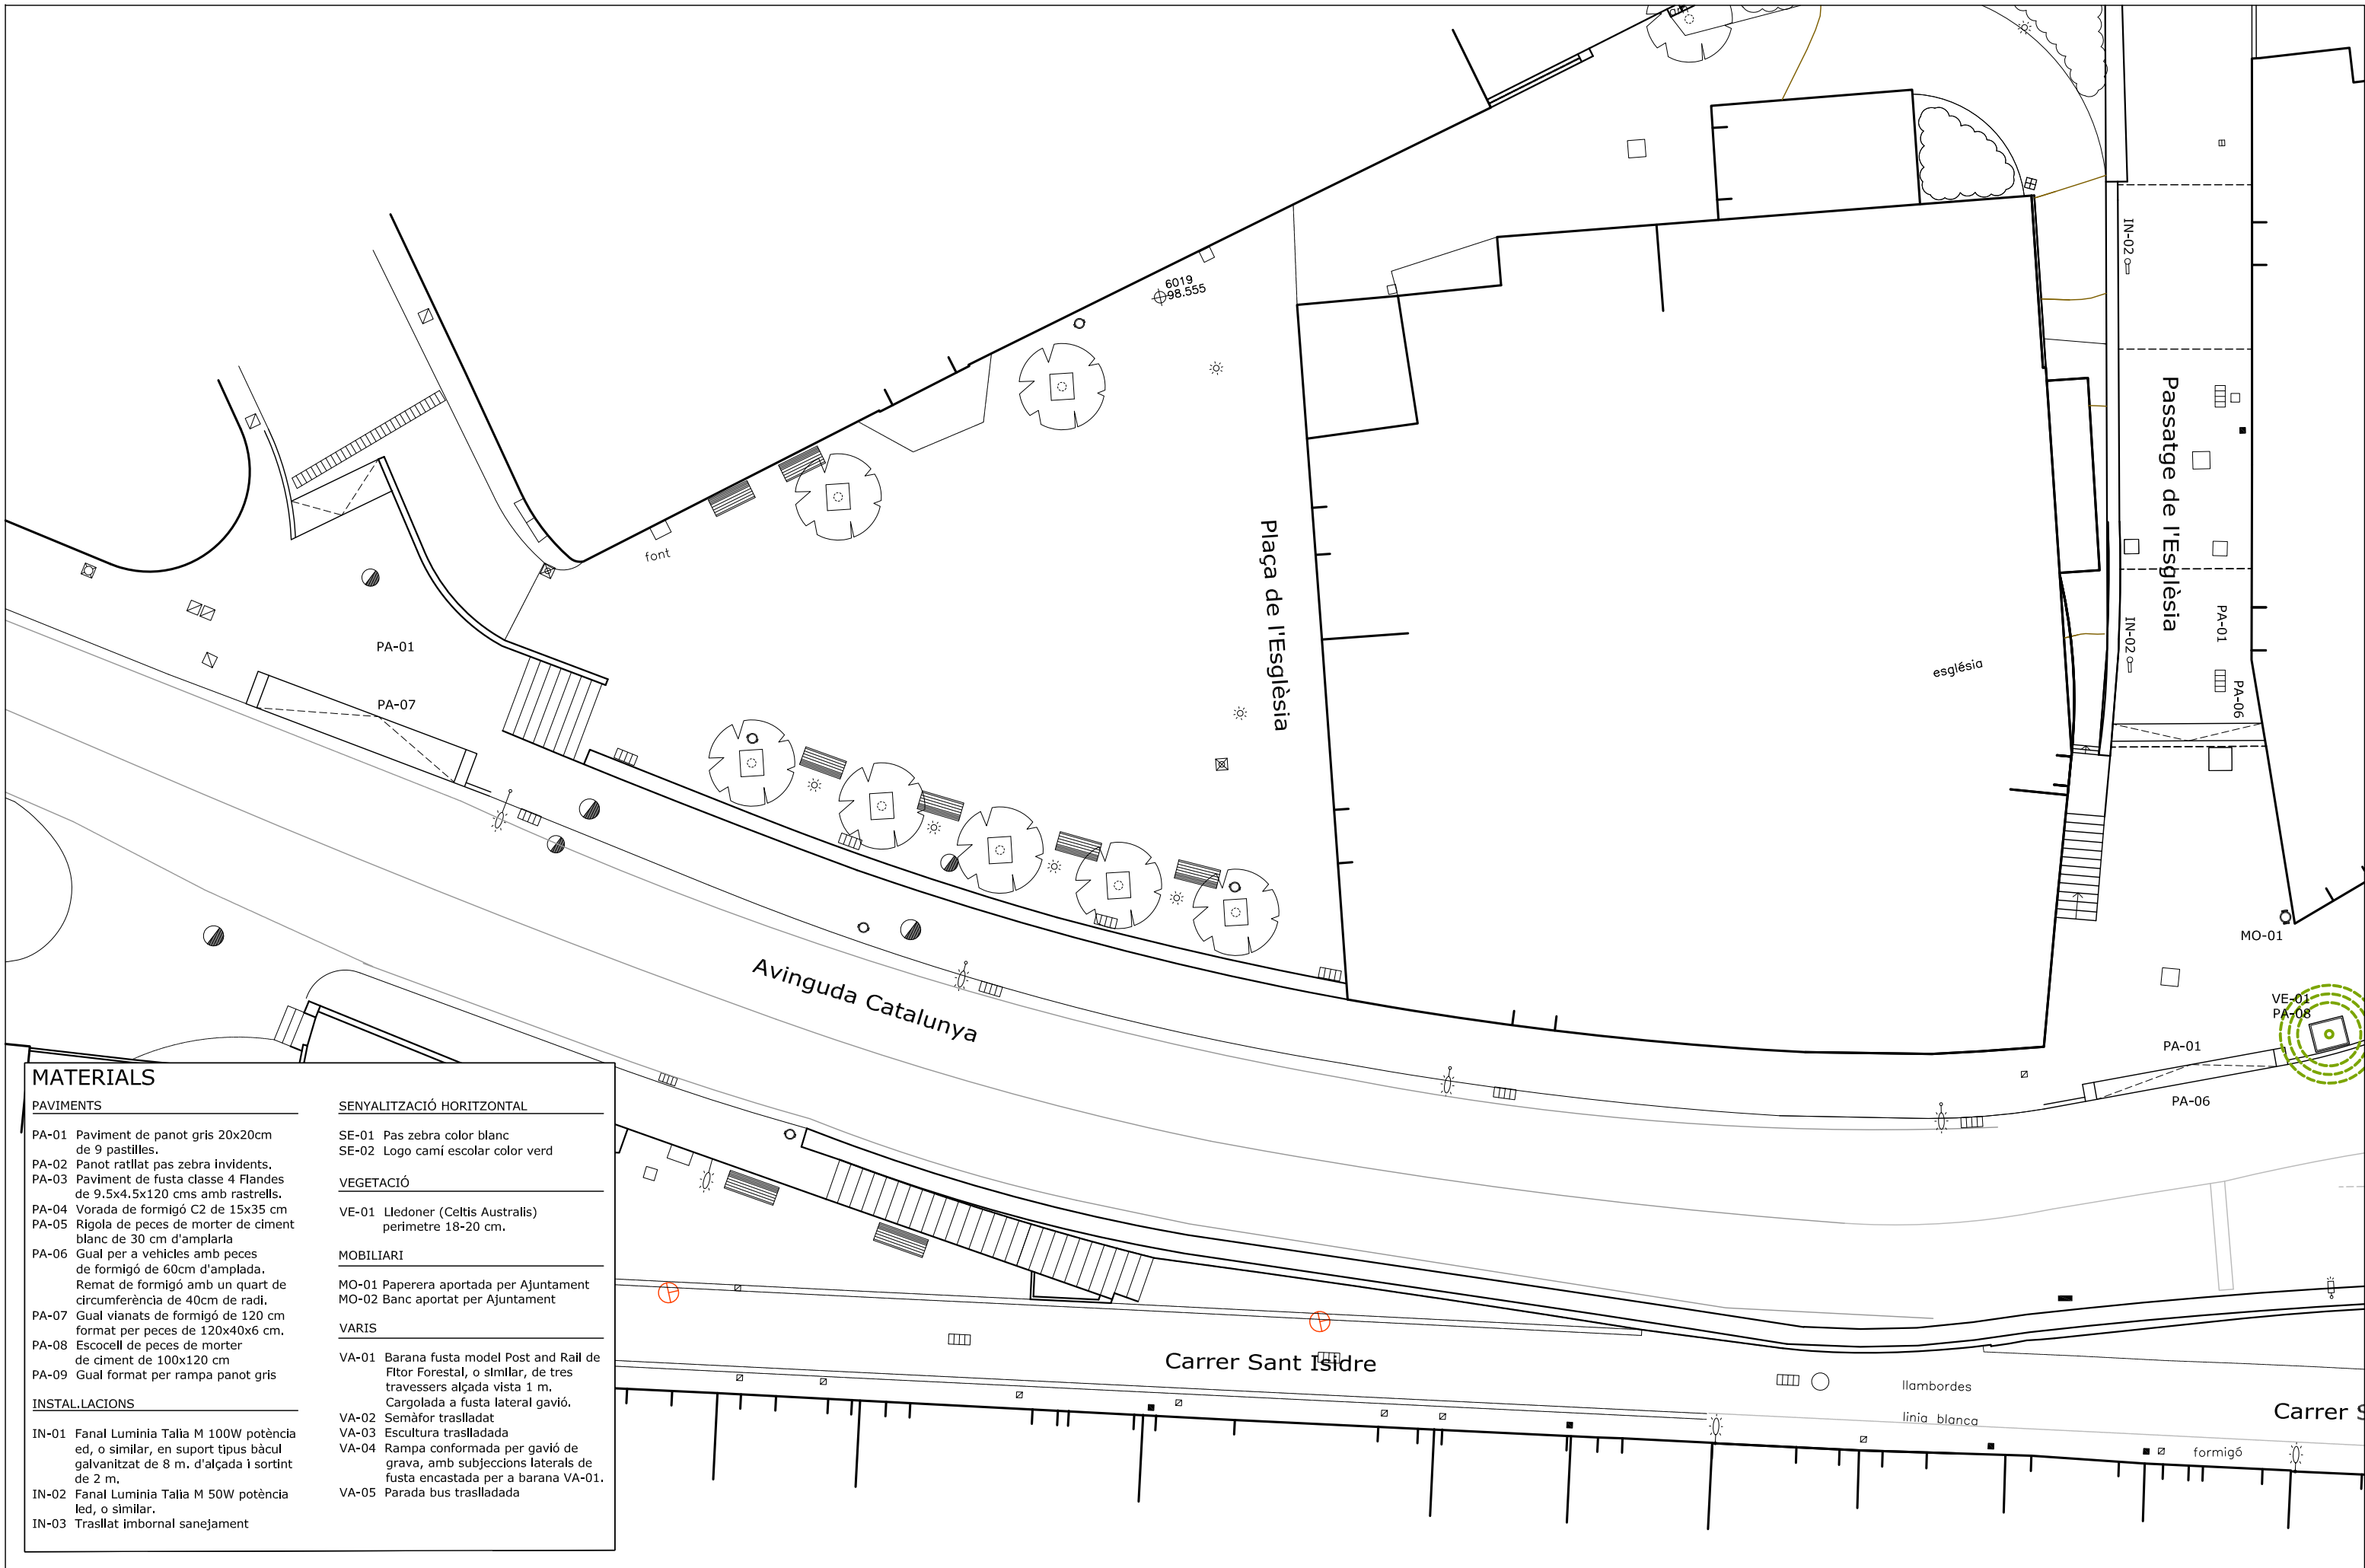 6019
98.555
font
Plaça de l'Esglèsia
església
Passatge de l'Esglèsia
IN-02
IN-02
PA-01
PA-06
PA-01
PA-07
Avinguda Catalunya
MO-01
VE-01
PA-08
PA-01
PA-06
Carrer Sant Isidre
llambordes
linia blanca
formigó
Carrer S
MATERIALS
PAVIMENTS
PA-01 Paviment de panot gris 20x20cm
de 9 pastilles.
PA-02 Panot ratllat pas zebra invidents.
PA-03 Paviment de fusta classe 4 Flandes
de 9.5x4.5x120 cms amb rastrells.
PA-04 Vorada de formigó C2 de 15x35 cm
PA-05 Rigola de peces de morter de ciment
blanc de 30 cm d'amplaria
PA-06 Gual per a vehicles amb peces
de formigó de 60cm d'amplada.
Remat de formigó amb un quart de
circumferència de 40cm de radi.
PA-07 Gual vianats de formigó de 120 cm
format per peces de 120x40x6 cm.
PA-08 Escocell de peces de morter
de ciment de 100x120 cm
PA-09 Gual format per rampa panot gris
INSTAL.LACIONS
IN-01 Fanal Luminia Talia M 100W potència
ed, o similar, en suport tipus bàcul
galvanitzat de 8 m. d'alçada i sortint
de 2 m.
IN-02 Fanal Luminia Talia M 50W potència
led, o similar.
IN-03 Trasllat imbornal sanejament
SENYALITZACIÓ HORITZONTAL
SE-01 Pas zebra color blanc
SE-02 Logo camí escolar color verd
VEGETACIÓ
VE-01 Lledoner (Celtis Australis)
perimetre 18-20 cm.
MOBILIARI
MO-01 Paperera aportada per Ajuntament
MO-02 Banc aportat per Ajuntament
VARIS
VA-01 Barana fusta model Post and Rail de
Fitor Forestal, o similar, de tres
travessers alçada vista 1 m.
Cargolada a fusta lateral gavió.
VA-02 Semàfor traslladat
VA-03 Escultura traslladada
VA-04 Rampa conformada per gavió de
grava, amb subjeccions laterals de
fusta encastada per a barana VA-01.
VA-05 Parada bus traslladada